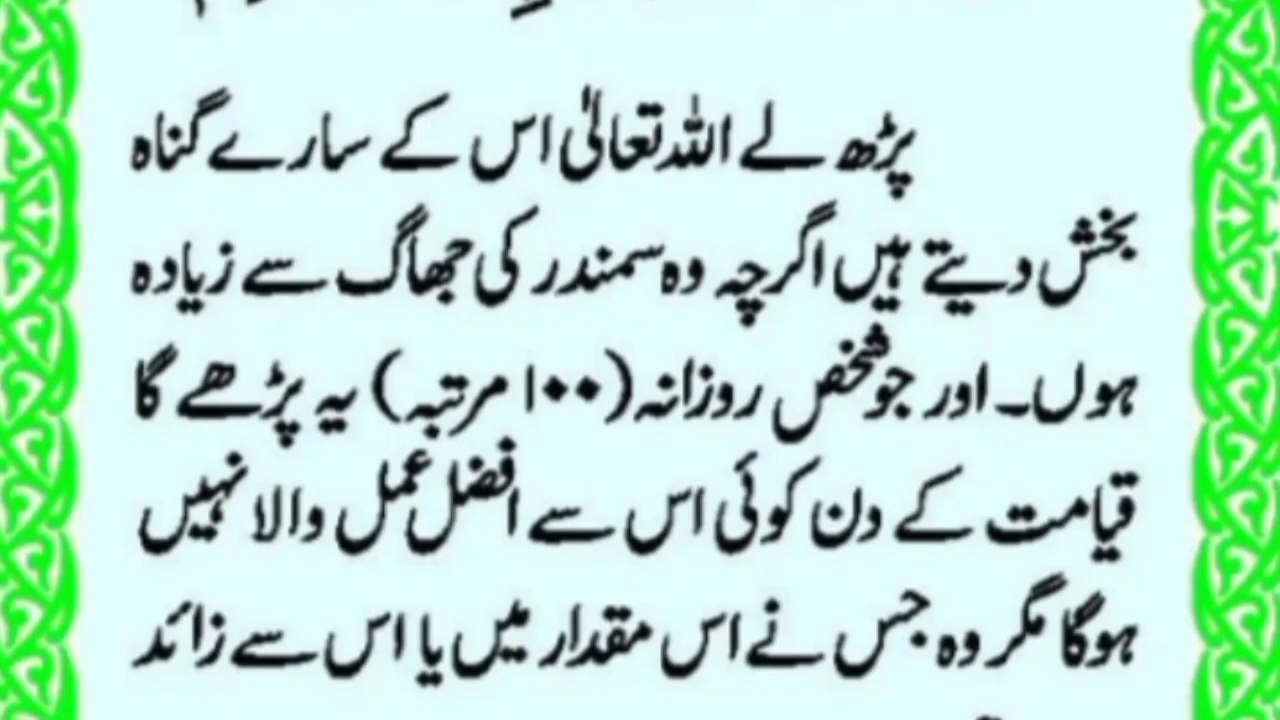 پڑھ لے اللہ تعالیٰ اس کے سارے گناہ
بخش دیتے ہیں اگرچہ وہ سمندر کی جھاگ سے زیادہ
ہوں۔ اور جو شخص روزانہ (۱۰۰ مرتبہ) یہ پڑھے گا
قیامت کے دن کوئی اس سے افضل عمل والا نہیں
ہوگا مگر وہ جس نے اس مقدار میں یا اس سے زائد